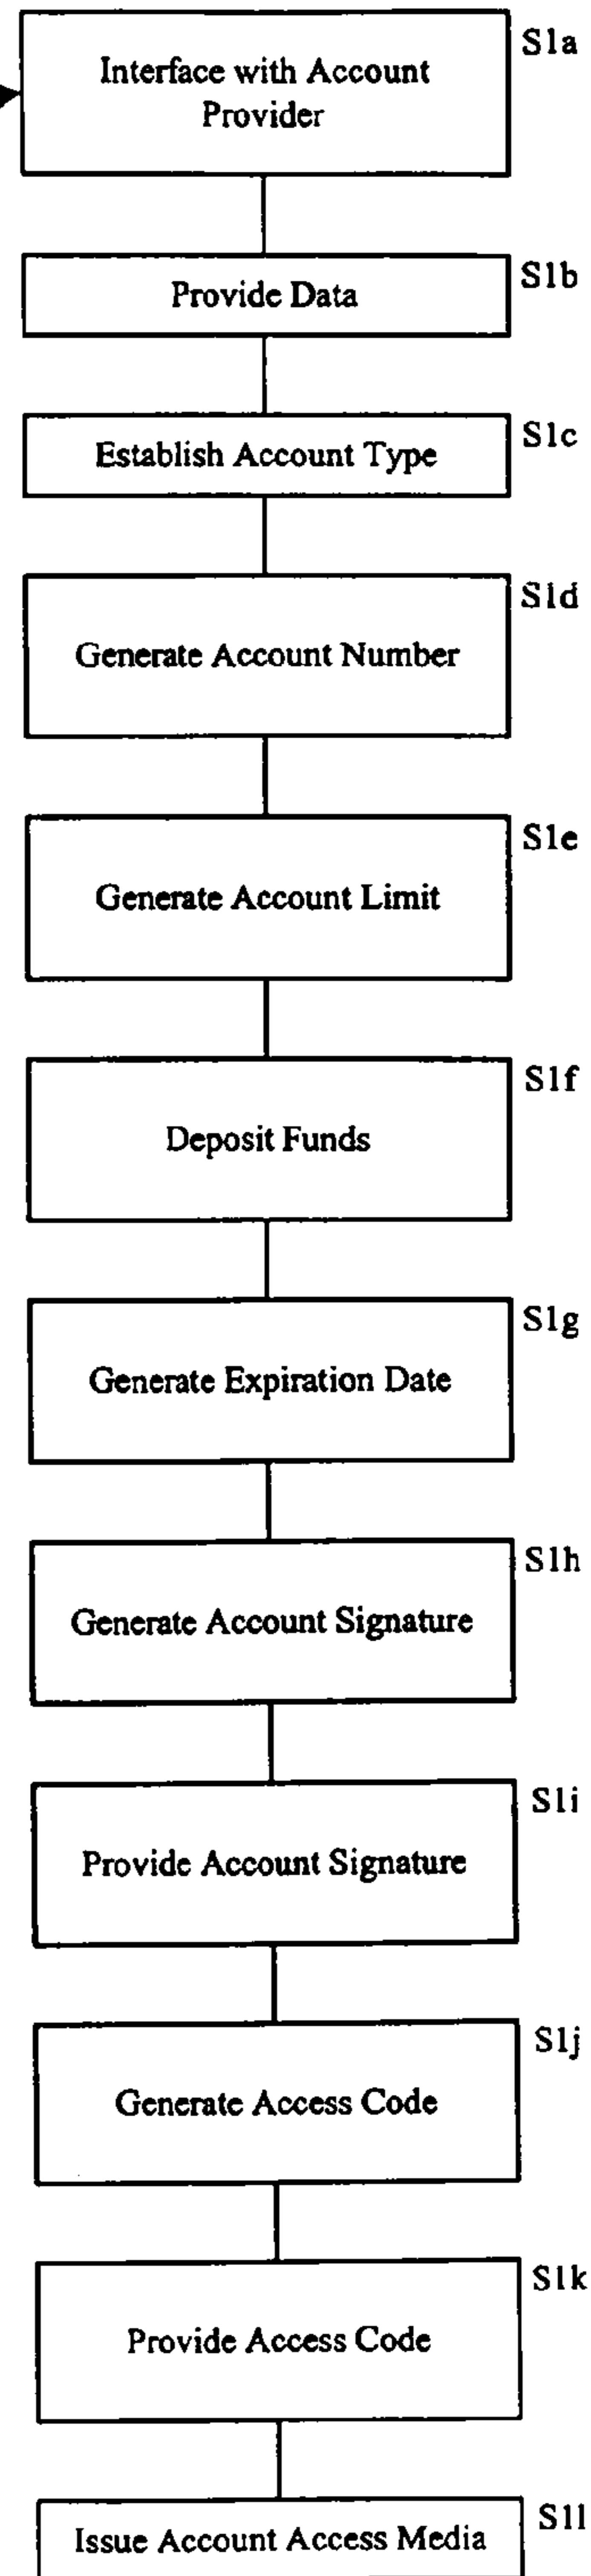 Interface with Account
Provider
S1a
Provide Data
S1b
Establish Account Type
S1c
Generate Account Number
S1d
Generate Account Limit
S1e
Deposit Funds
S1f
Generate Expiration Date
S1g
Generate Account Signature
S1h
Provide Account Signature
S1i
Generate Access Code
S1j
Provide Access Code
S1k
Issue Account Access Media
S1l